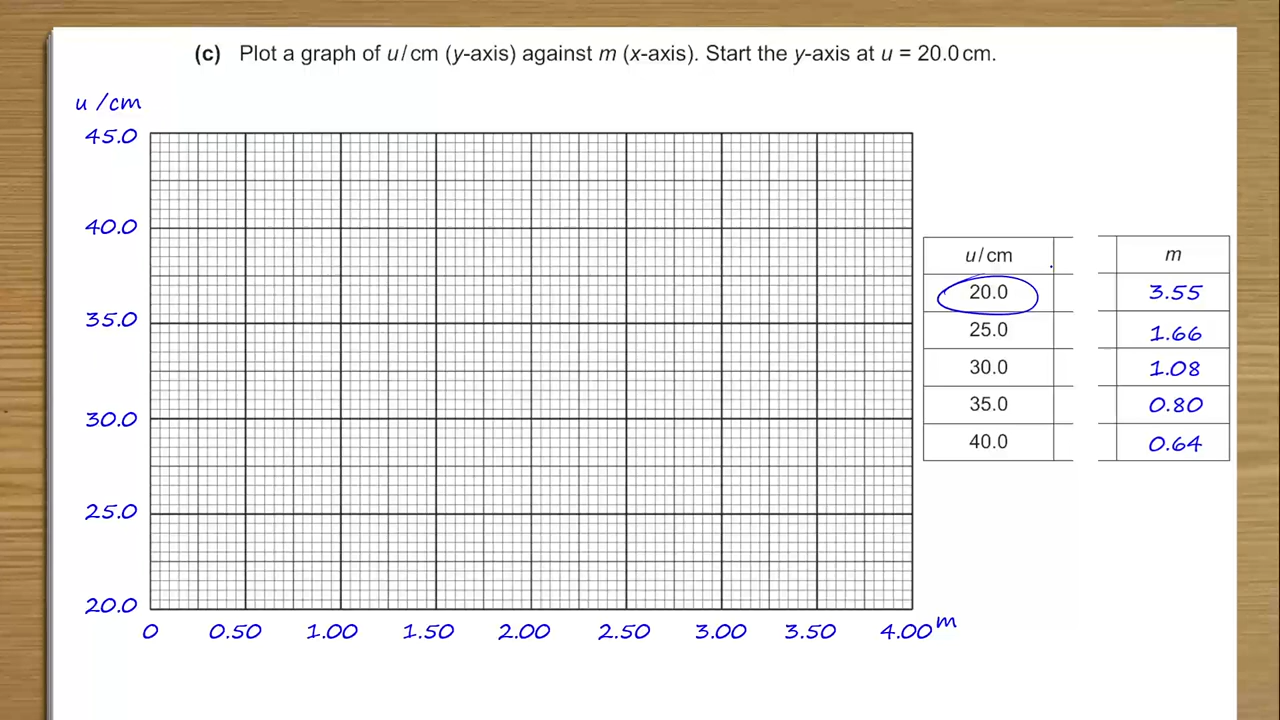 (c) Plot a graph of u/cm (y-axis) against m (x-axis). Start the y-axis at u = 20.0 cm.
u /cm
45.0
40.0
35.0
30.0
25.0
20.0
0 0.50 1.00 1.50 2.00 2.50 3.00 3.50 4.00 m
u/cm m
20.0 3.55
25.0 1.66
30.0 1.08
35.0 0.80
40.0 0.64